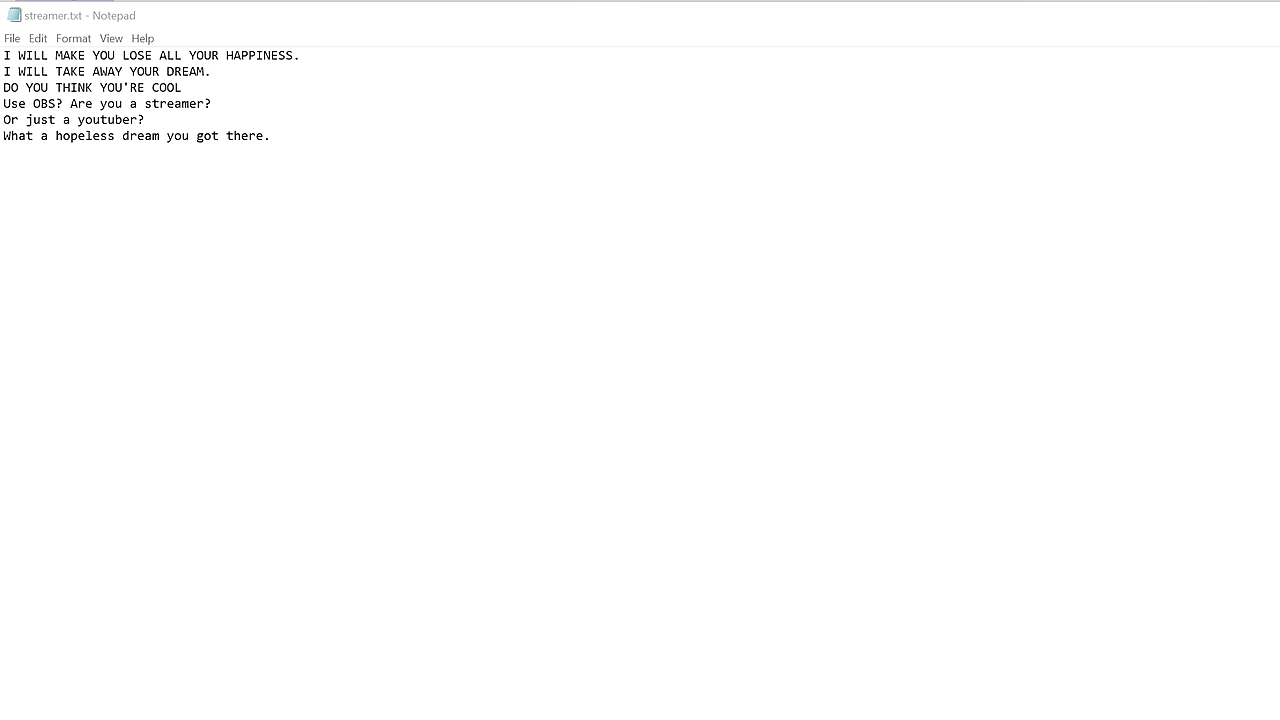 streamer.txt - Notepad
File Edit Format View Help
I WILL MAKE YOU LOSE ALL YOUR HAPPINESS.
I WILL TAKE AWAY YOUR DREAM.
DO YOU THINK YOU'RE COOL
Use OBS? Are you a streamer?
Or just a youtuber?
What a hopeless dream you got there.